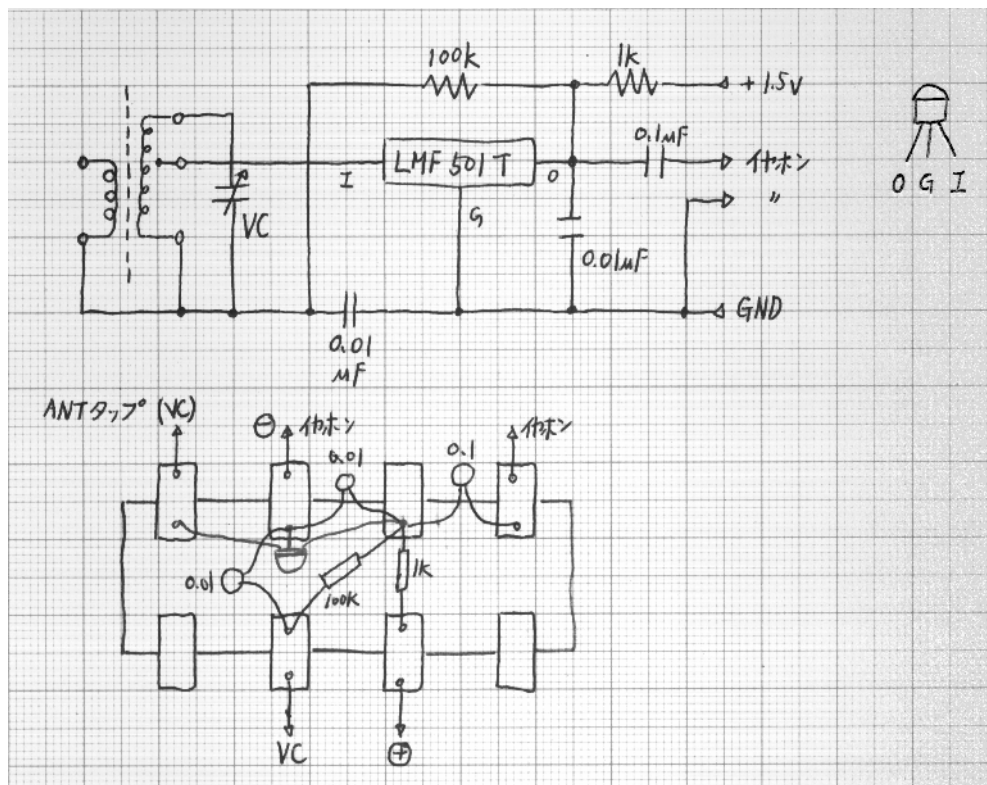 100k
1k
+1.5V
LMF 501 T
I
O
G
0.1μF
イヤホン
〃
VC
0.01μF
GND
0.01
μF
O G I
ANTタップ (VC)
⊖ イヤホン
イヤホン
0.01
0.1
0.01
100k
1k
VC
⊕